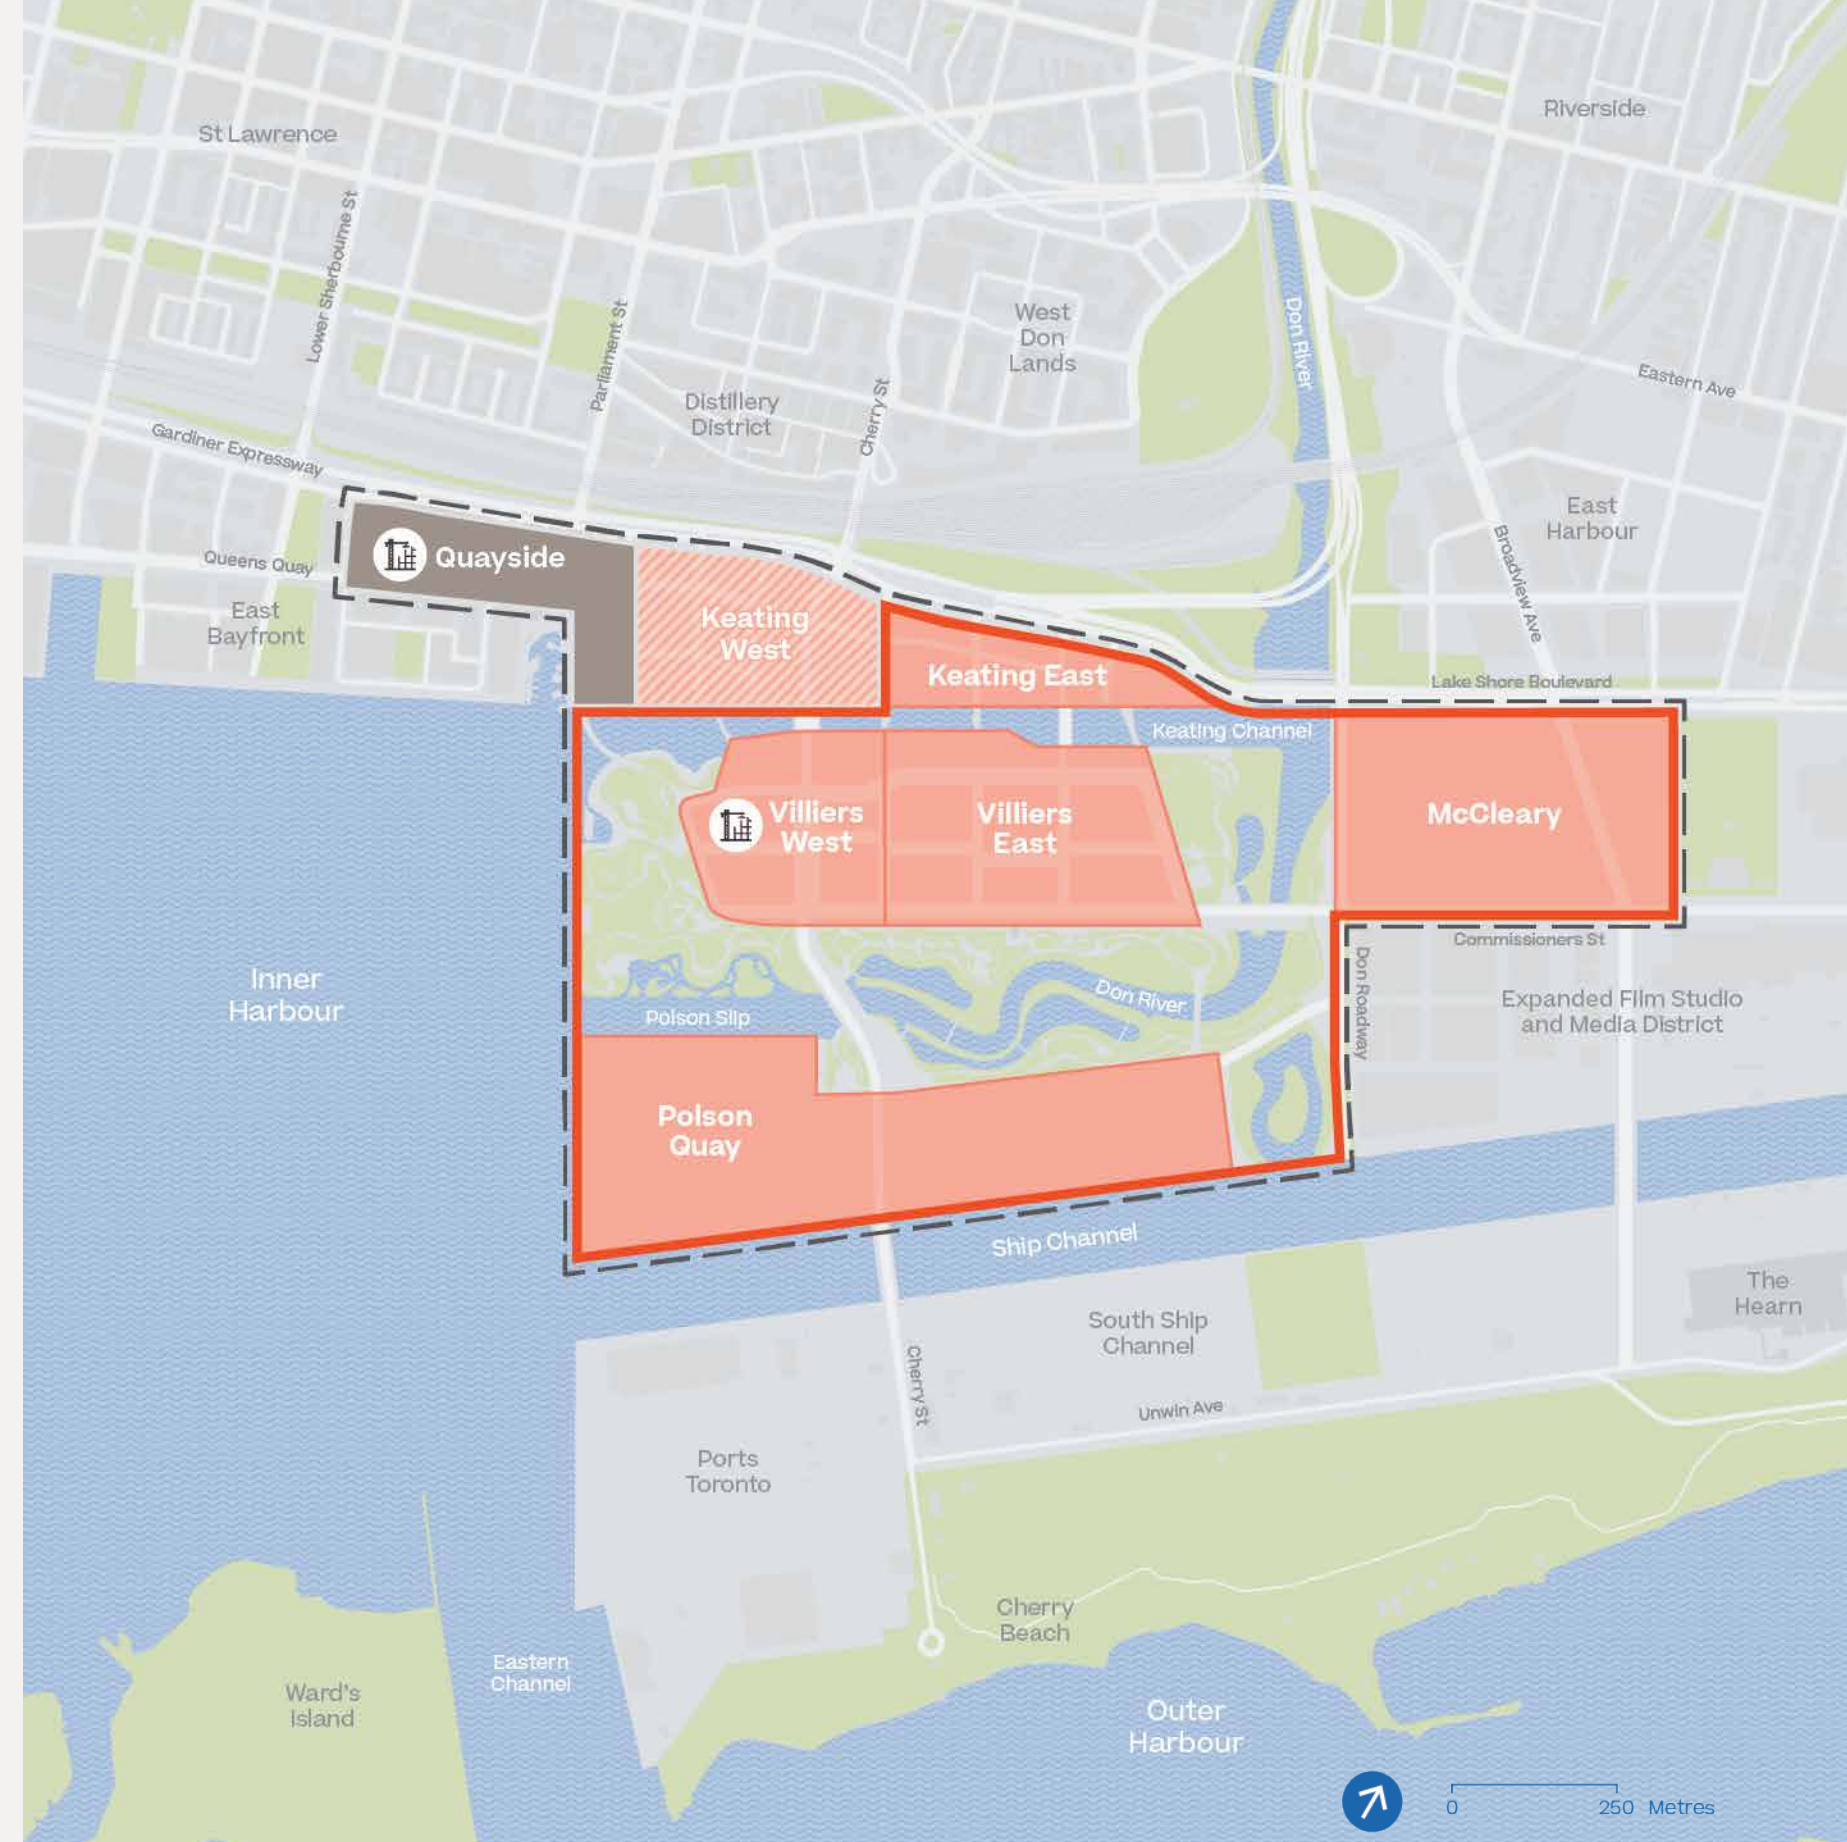 Riverside
St Lawrence
Lower Sherbourne St
Parliament St
West
Don
Lands
Don River
Eastern Ave
Distillery
District
Cherry St
Gardiner Expressway
East
Harbour
Broadview Ave
Quayside
Queens Quay
East
Bayfront
Keating
West
Keating East
Lake Shore Boulevard
Keating Channel
Villiers
West
Villiers
East
McCleary
Commissioners St
Don Roadway
Inner
Harbour
Don River
Polson Slip
Expanded Film Studio
and Media District
Polson
Quay
Ship Channel
The
Hearn
South Ship
Channel
Cherry St
Unwin Ave
Ports
Toronto
Cherry
Beach
Eastern
Channel
Ward's
Island
Outer
Harbour
0 250 Metres